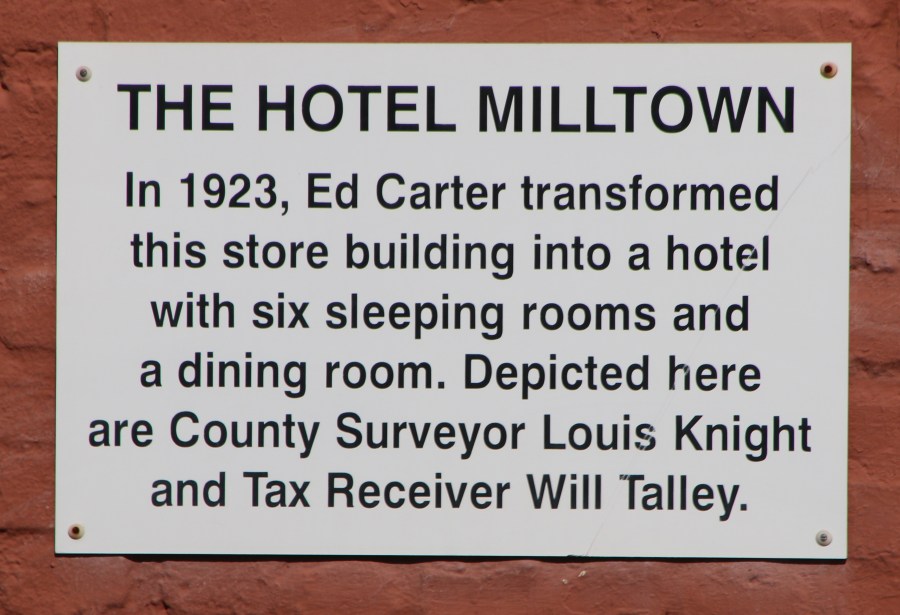 THE HOTEL MILLTOWN
In 1923, Ed Carter transformed
this store building into a hotel
with six sleeping rooms and
a dining room. Depicted here
are County Surveyor Louis Knight
and Tax Receiver Will Talley.